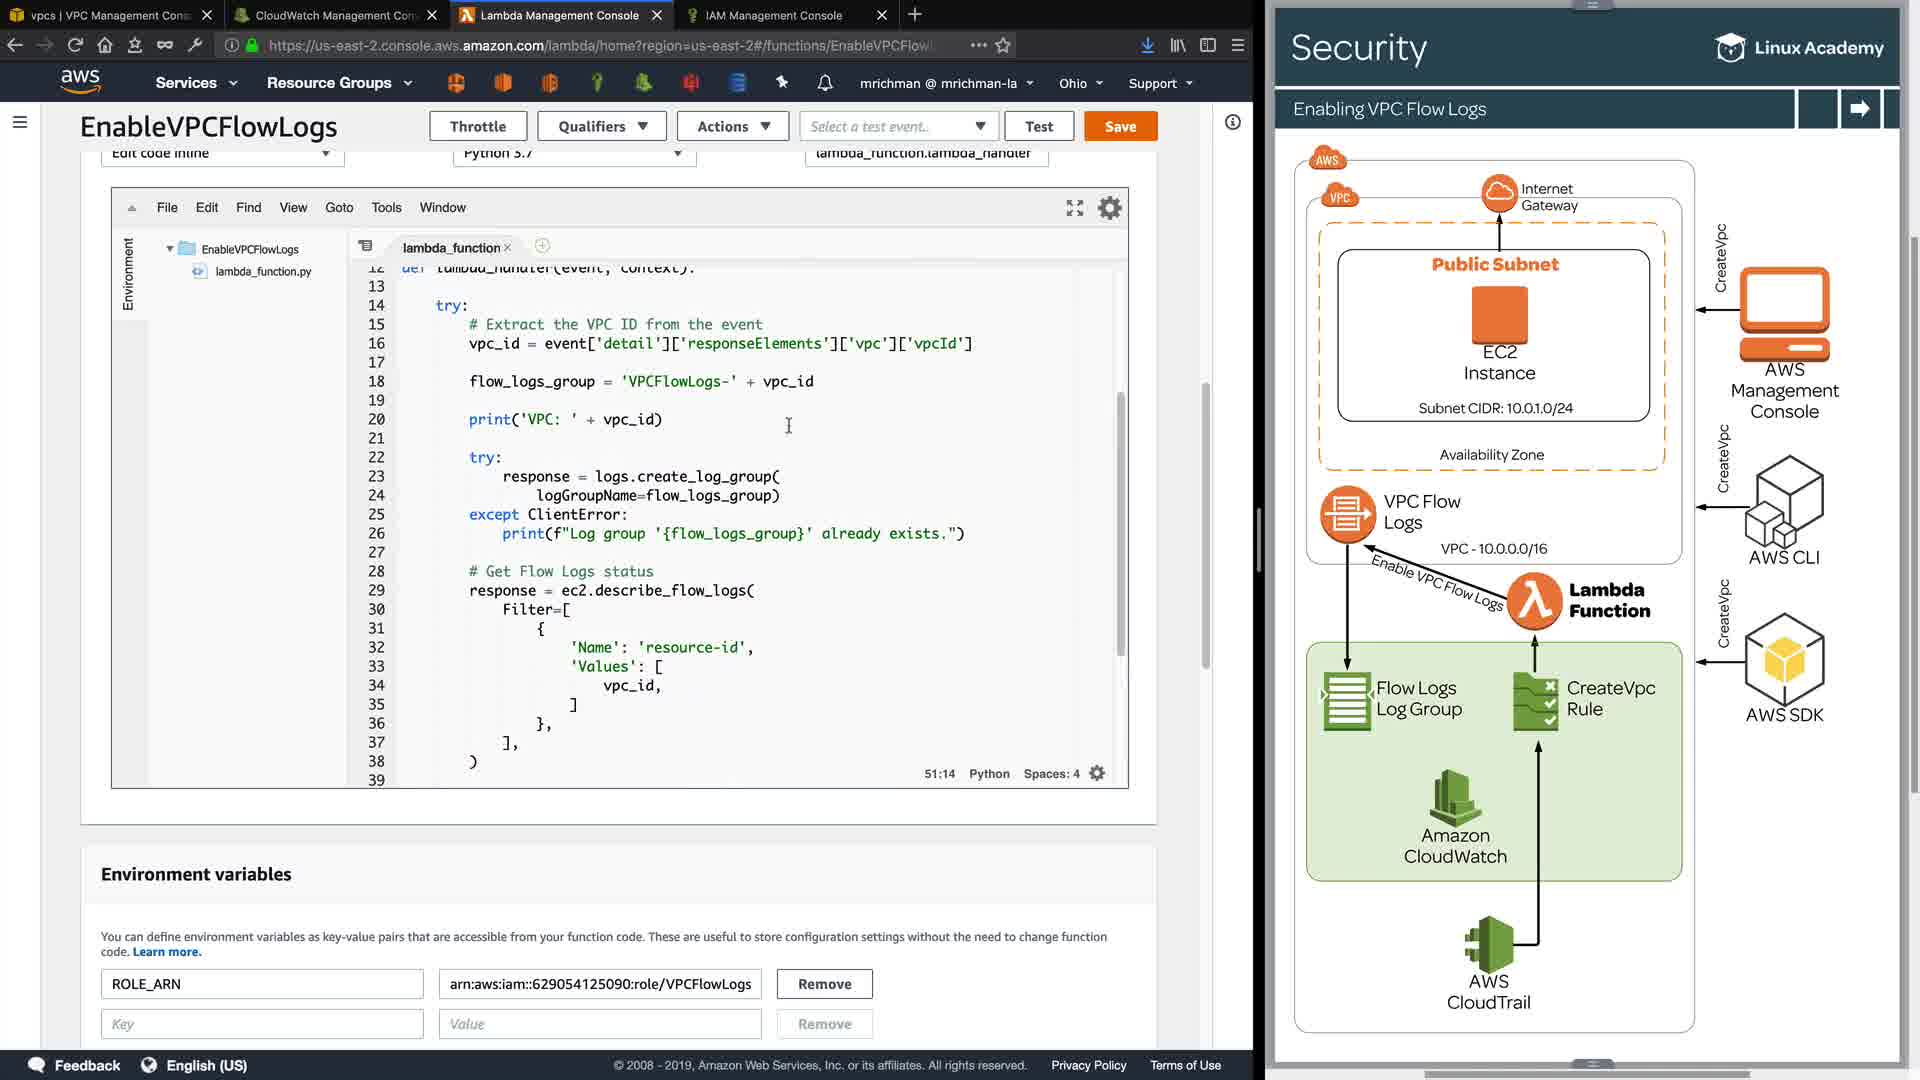 vpcs | VPC Management Cons
CloudWatch Management Con
Lambda Management Console
IAM Management Console
https://us-east-2.console.aws.amazon.com/lambda/home?region=us-east-2#/functions/EnableVPCFlowL
aws
Services
Resource Groups
mrichman @ mrichman-la
Ohio
Support
EnableVPCFlowLogs
Throttle
Qualifiers
Actions
Select a test event..
Test
Save
Edit code inline
Python 3.7
lambda_function.lambda_handler
File Edit Find View Goto Tools Window
Environment
EnableVPCFlowLogs
lambda_function.py
lambda_function
12 def lambda_handler(event, context):
13
14     try:
15         # Extract the VPC ID from the event
16         vpc_id = event['detail']['responseElements']['vpc']['vpcId']
17
18         flow_logs_group = 'VPCFlowLogs-' + vpc_id
19
20         print('VPC: ' + vpc_id)
21
22         try:
23             response = logs.create_log_group(
24                 logGroupName=flow_logs_group)
25         except ClientError:
26             print(f"Log group '{flow_logs_group}' already exists.")
27
28         # Get Flow Logs status
29         response = ec2.describe_flow_logs(
30             Filter=[
31                 {
32                     'Name': 'resource-id',
33                     'Values': [
34                         vpc_id,
35                     ]
36                 },
37             ],
38         )
39
51:14 Python Spaces: 4
Environment variables
You can define environment variables as key-value pairs that are accessible from your function code. These are useful to store configuration settings without the need to change function
code. Learn more.
ROLE_ARN
arn:aws:iam::629054125090:role/VPCFlowLogs
Remove
Key
Value
Remove
Feedback
English (US)
© 2008 - 2019, Amazon Web Services, Inc. or its affiliates. All rights reserved.
Privacy Policy
Terms of Use
Security
Linux Academy
Enabling VPC Flow Logs
AWS
VPC
Internet
Gateway
Public Subnet
EC2
Instance
Subnet CIDR: 10.0.1.0/24
Availability Zone
VPC Flow
Logs
VPC - 10.0.0.0/16
Enable VPC Flow Logs
Lambda
Function
Flow Logs
Log Group
CreateVpc
Rule
Amazon
CloudWatch
AWS
CloudTrail
CreateVpc
AWS
Management
Console
CreateVpc
AWS CLI
CreateVpc
AWS SDK